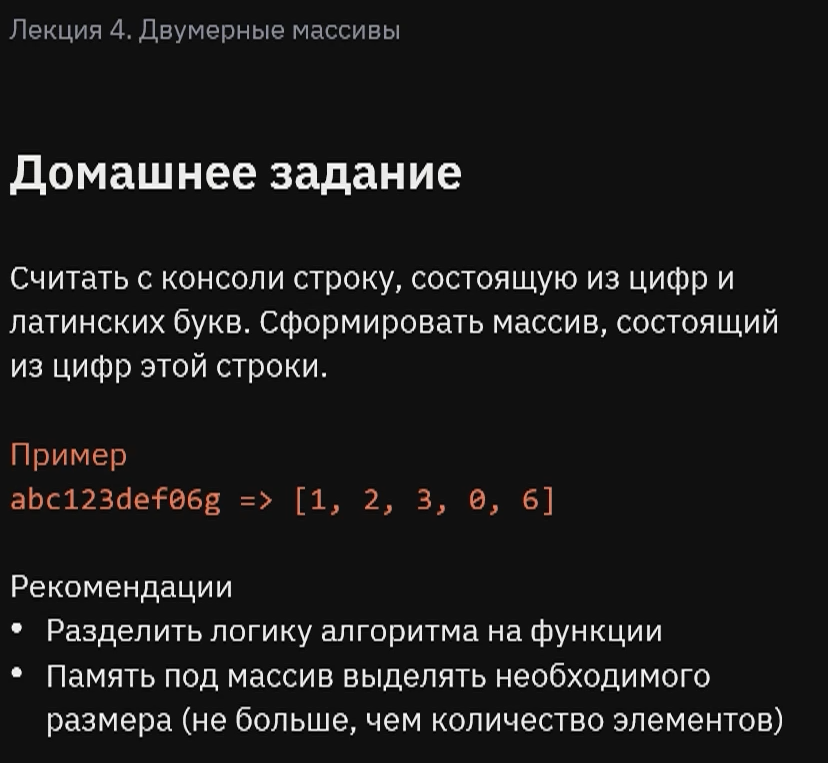 Лекция 4. Двумерные массивы
Домашнее задание
Считать с консоли строку, состоящую из цифр и
латинских букв. Сформировать массив, состоящий
из цифр этой строки.
Пример
abc123def06g => [1, 2, 3, 0, 6]
Рекомендации
• Разделить логику алгоритма на функции
• Память под массив выделять необходимого
размера (не больше, чем количество элементов)